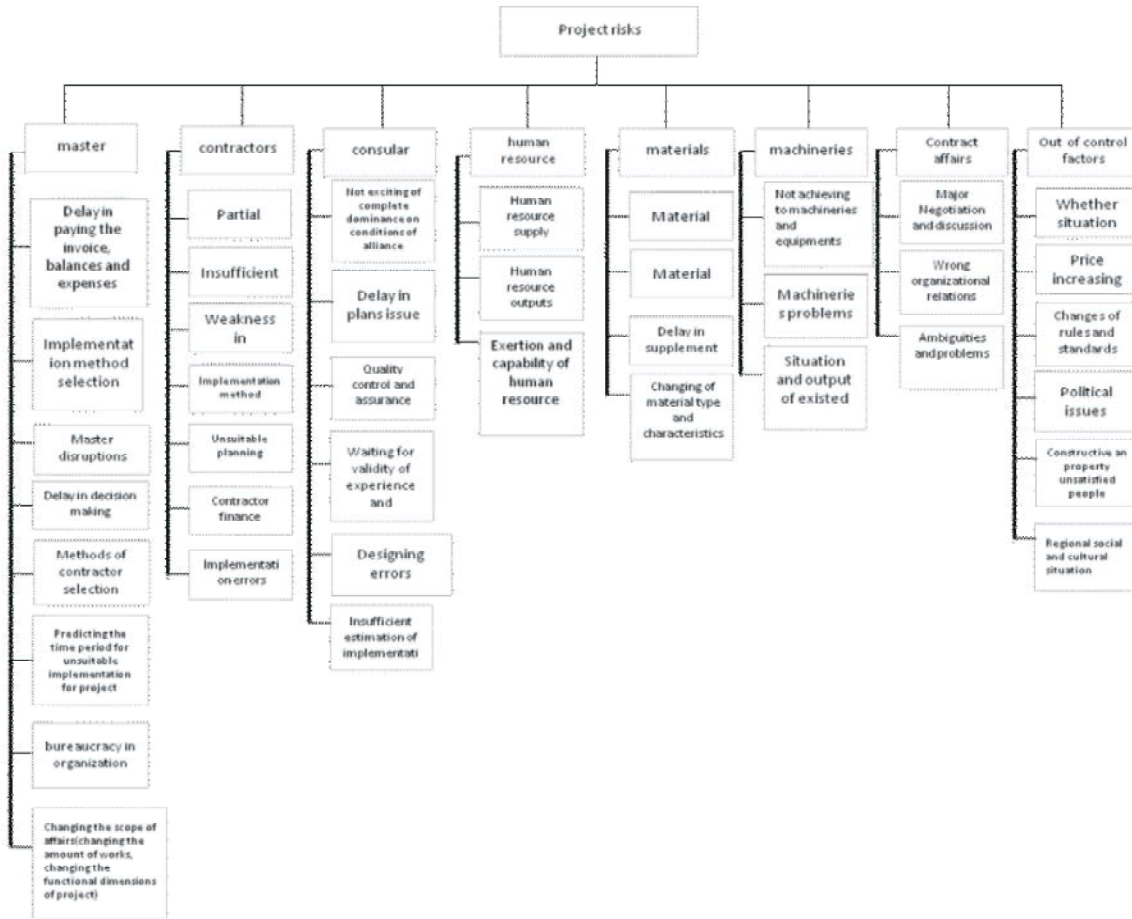 Project risks
master
Delay in
paying the
invoice,
balances and
expenses
Implementat
ion method
selection
Master
disruptions
Delay in decision
making
Methods of
contractor
selection
Predicting the
time period for
unsuitable
implementation
for project
bureaucracy in
organization
Changing the scope of
affairs(changing the
amount of works,
changing the
functional dimensions
of project)
contractors
Partial
Insufficient
Weakness
in
Implementation
method
Unsuitable
planning
Contractor
finance
Implementati
on errors
consular
Not exciting of
complete
dominance on
conditions of
alliance
Delay in
plans issue
Quality
control and
assurance
Waiting for
validity of
experience
and
Designing
errors
Insufficient
estimation of
implementati
human
resource
Human
resource
supply
Human
resource
outputs
Exertion and
capability of
human
resource
materials
Material
Material
Delay in
supplement
Changing of
material type
and
characteristics
machineries
Not achieving
to machineries
and
equipments
Machinerie
s problems
Situation
and output
of existed
Contract
affairs
Major
Negotiation
and discussion
Wrong
organizational
relations
Ambiguities
and problems
Out of control
factors
Whether
situation
Price
increasing
Changes of
rules and
standards
Political
issues
Constructive an
property
unsatisfied
people
Regional social
and cultural
situation